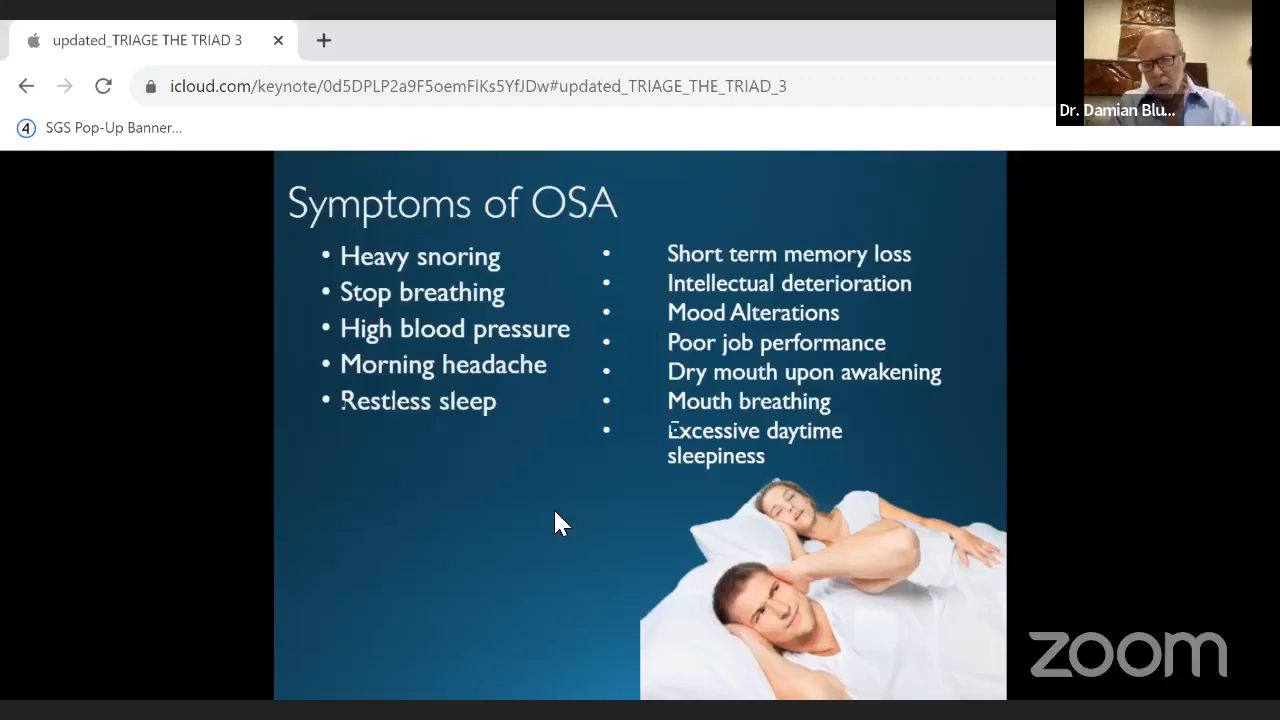 updated_TRIAGE THE TRIAD 3
icloud.com/keynote/0d5DPLP2a9F5oemFlKs5YfJDw#updated_TRIAGE_THE_TRIAD_3
4 SGS Pop-Up Banner...
Dr. Damian Blu...
Symptoms of OSA
• Heavy snoring
• Stop breathing
• High blood pressure
• Morning headache
• Restless sleep
• Short term memory loss
• Intellectual deterioration
• Mood Alterations
• Poor job performance
• Dry mouth upon awakening
• Mouth breathing
• Excessive daytime
sleepiness
zoom